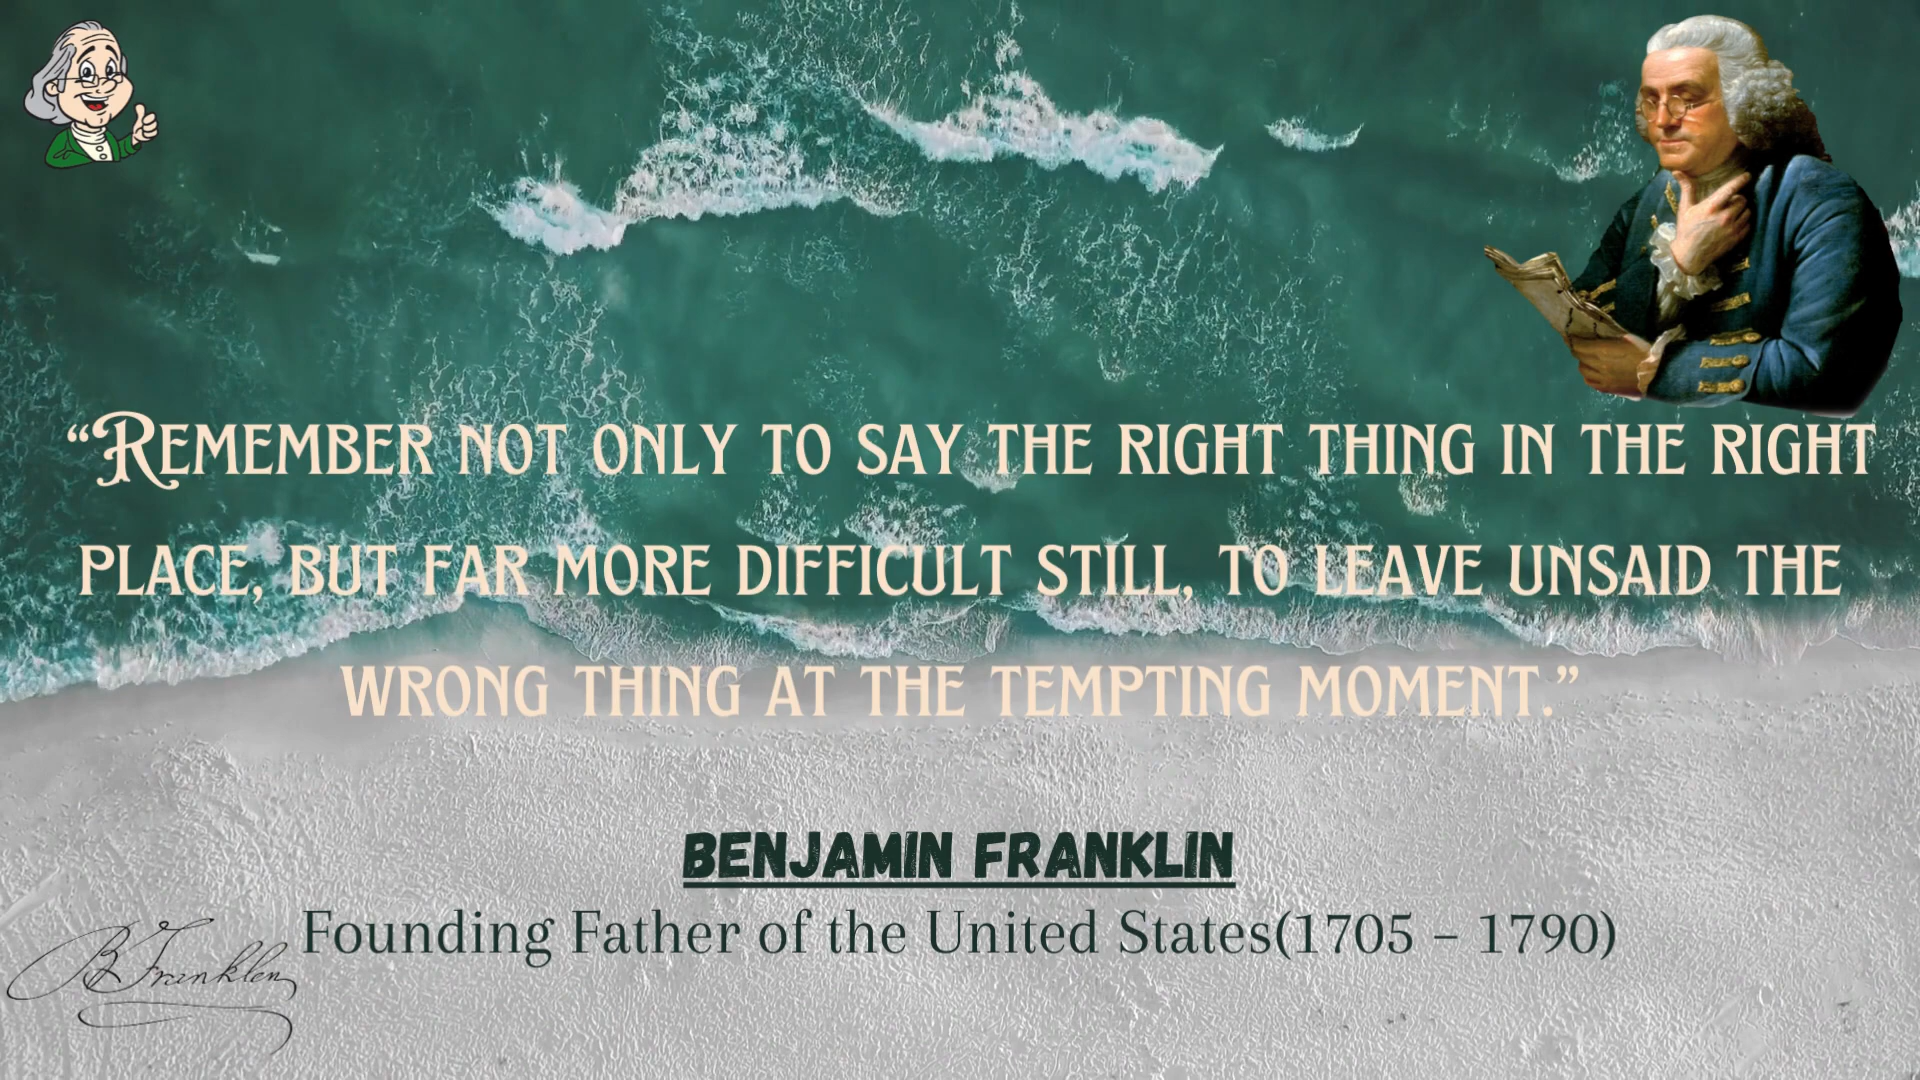 “Remember not only to say the right thing in the right
place, but far more difficult still, to leave unsaid the
wrong thing at the tempting moment.”
BENJAMIN FRANKLIN
Founding Father of the United States(1705 – 1790)
B Franklin